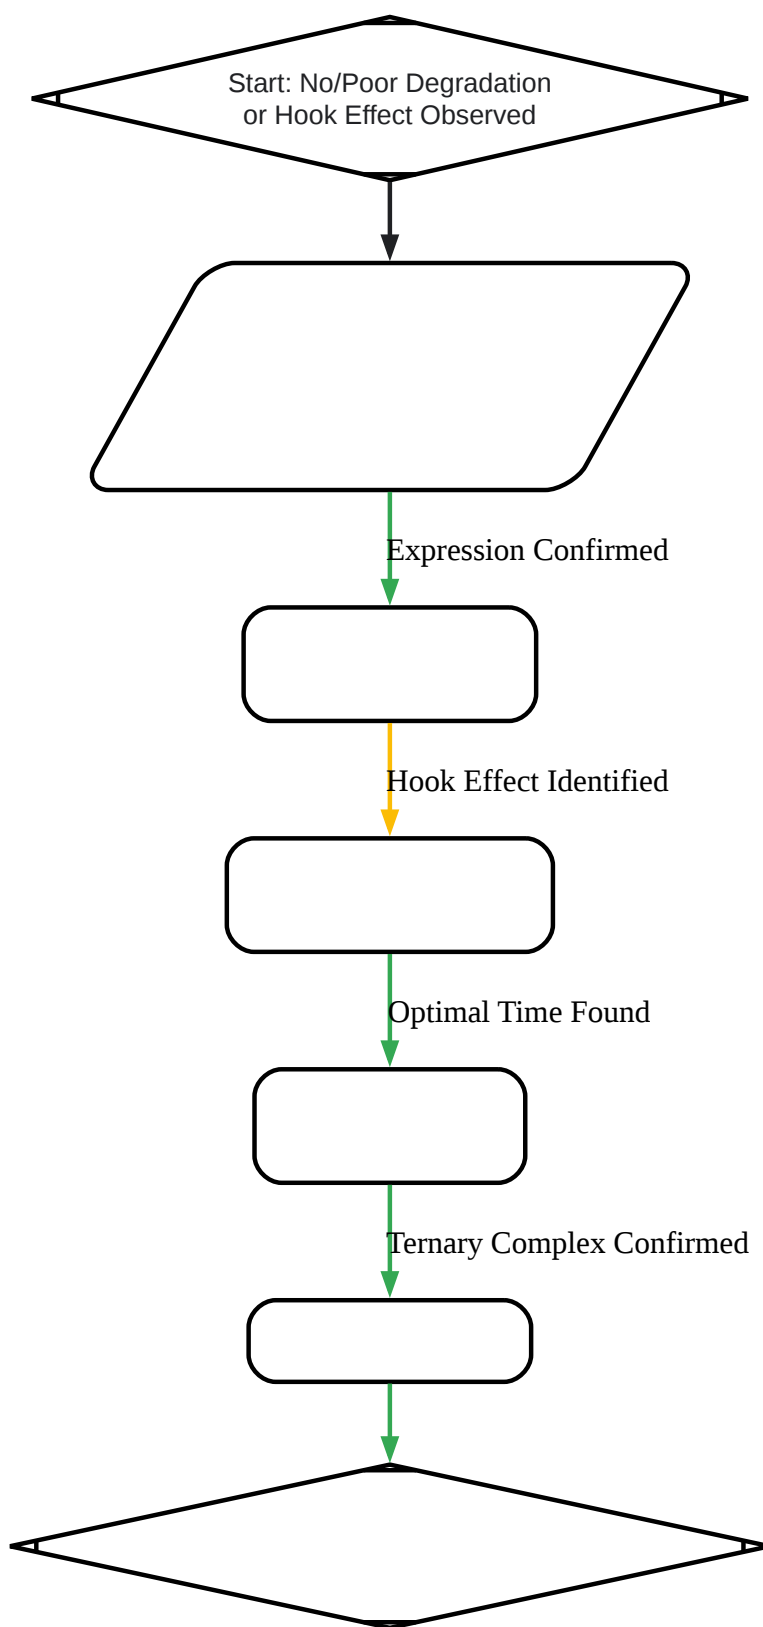 Start: No/Poor Degradation
or Hook Effect Observed
Expression Confirmed
Hook Effect Identified
Optimal Time Found
Ternary Complex Confirmed